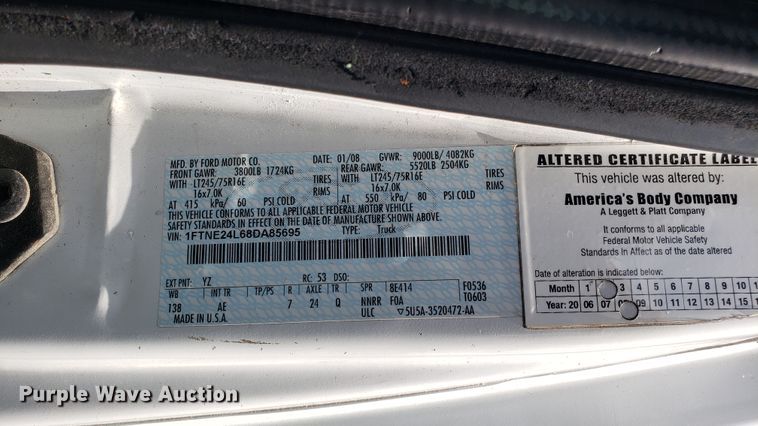 MFD. BY FORD MOTOR CO.
DATE: 01/08 GVWR: 9000LB/ 4082KG
FRONT GAWR: 3800LB 1724KG
REAR GAWR: 5520LB 2504KG
WITH LT245/75R16E TIRES
WITH LT245/75R16E TIRES
16x7.0K RIMS
16x7.0K RIMS
AT 415 kPa/ 60 PSI COLD
AT 550 kPa/ 80 PSI COLD
THIS VEHICLE CONFORMS TO ALL APPLICABLE FEDERAL MOTOR VEHICLE
SAFETY STANDARDS IN EFFECT ON THE DATE OF MANUFACTURE SHOWN ABOVE.
VIN: 1FTNE24L68DA85695
TYPE: Truck
EXT PNT: YZ RC: 53 DSO:
WB INT TR TP/PS R AXLE TR SPR 8E414 F0536
138 AE 7 24 Q NNRR F0A T0603
MADE IN U.S.A. ULC ▽5U5A-3520472-AA
ALTERED CERTIFICATE LABEL
This vehicle was altered by:
America's Body Company
A Leggett & Platt Company
It conforms to all applicable
Federal Motor Vehicle Safety
Standards In Affect as of the date altered
Date of alteration is as follows:
Month 1 3 4 5 6 7 8 9 10
Year: 20 06 07 08 10 11 12 13 14 15
Purple Wave Auction